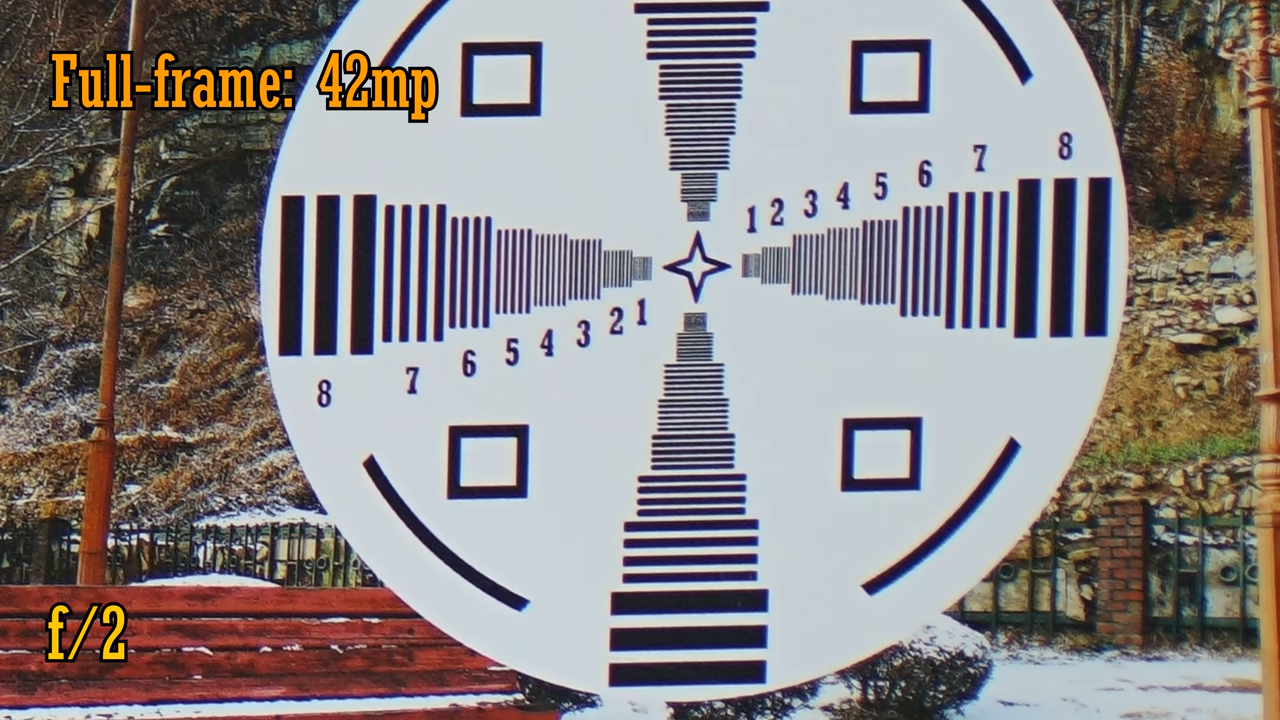 Full-frame: 42mp
1 2 3 4 5 6 7 8
8 7 6 5 4 3 2 1
f/2